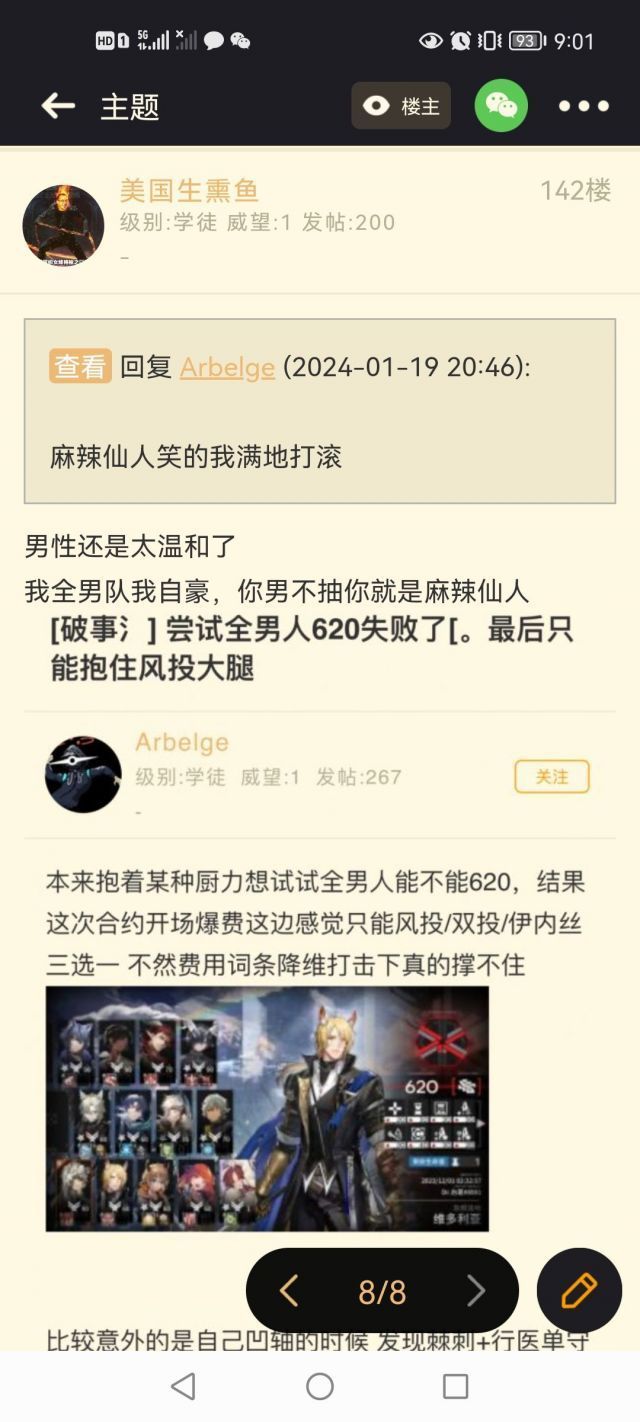 HD 1 5G 93 9:01
主题 楼主
美国生熏鱼 142楼
级别:学徒 威望:1 发帖:200
-
查看 回复 Arbelge (2024-01-19 20:46):
麻辣仙人笑的我满地打滚
男性还是太温和了
我全男队我自豪，你男不抽你就是麻辣仙人
[破事氵] 尝试全男人620失败了[。最后只
能抱住风投大腿
Arbelge
级别:学徒 威望:1 发帖:267
关注
-
本来抱着某种厨力想试试全男人能不能620，结果
这次合约开场爆费这边感觉只能风投/双投/伊内丝
三选一 不然费用词条降维打击下真的撑不住
620
维多利亚
8/8
比较意外的是自己凹轴的时候 发现棘刺+行医单守